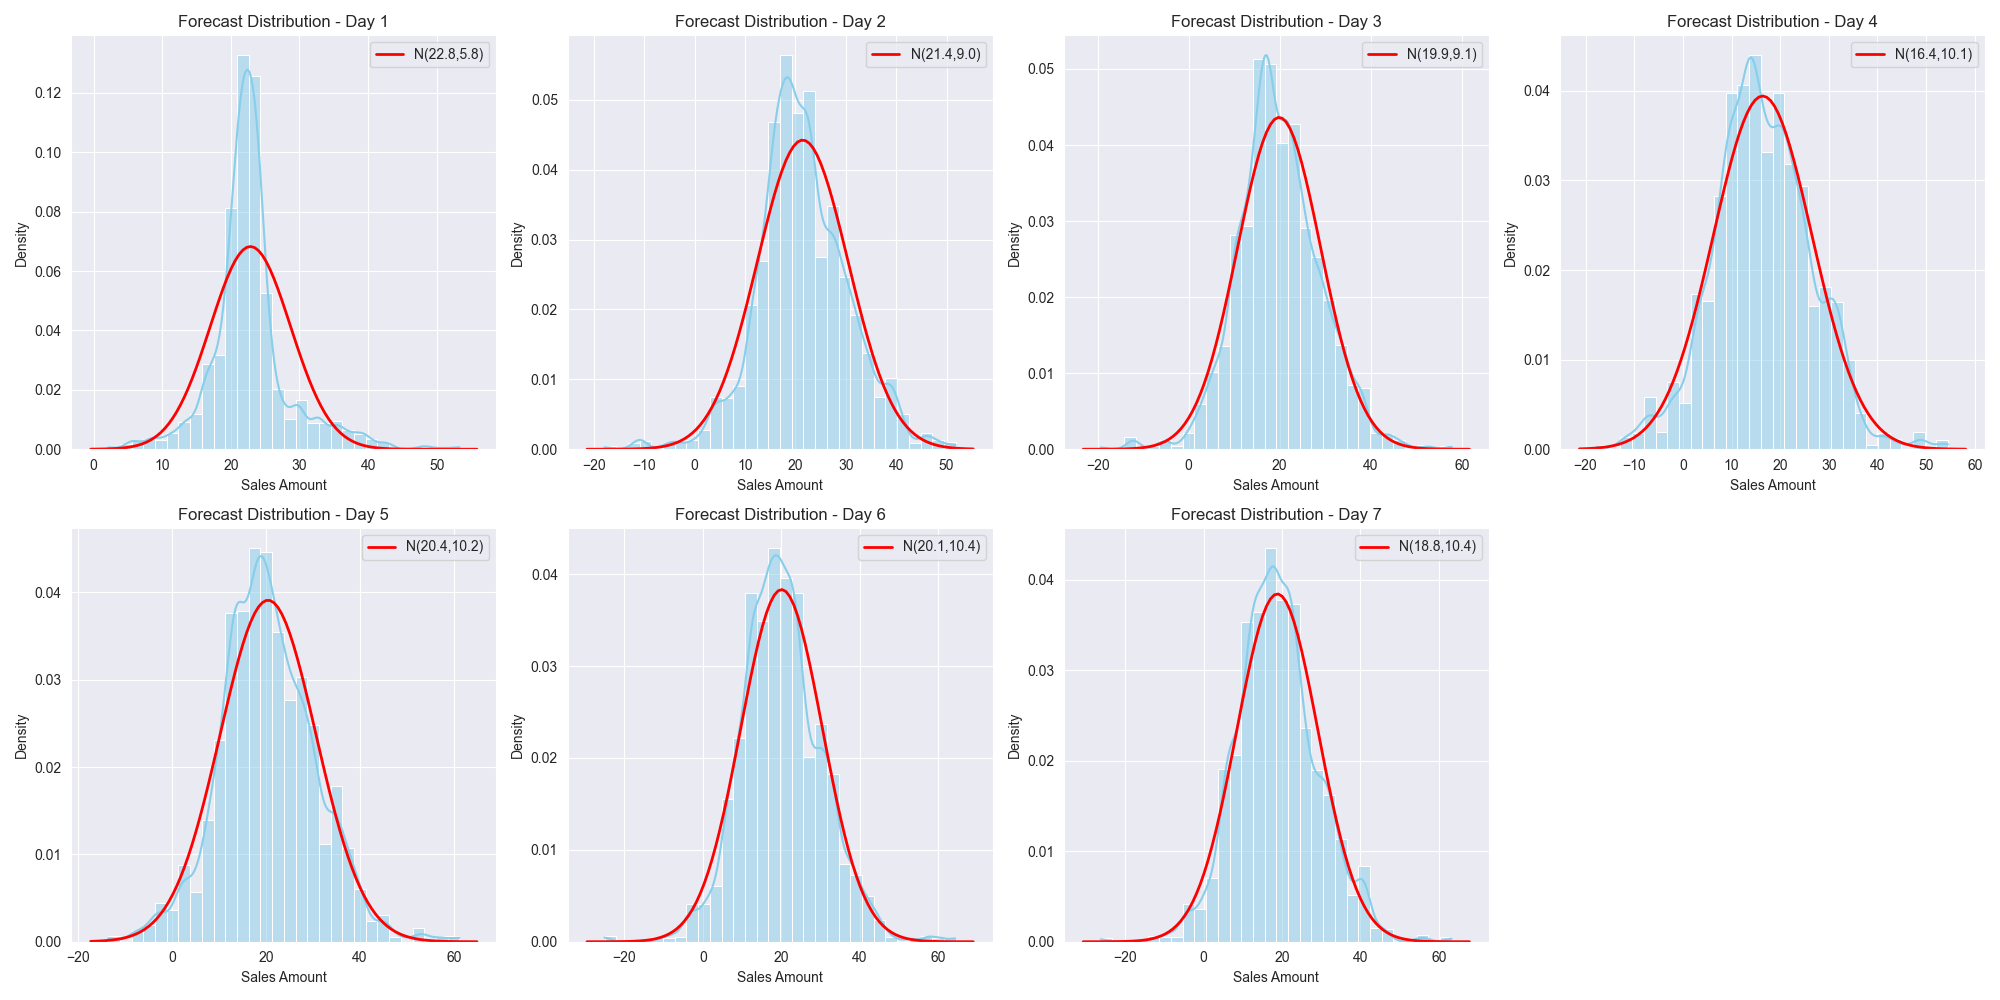 Forecast Distribution - Day 1
N(22.8,5.8)
0.12
0.10
0.08
0.06
0.04
0.02
0.00
Density
0 10 20 30 40 50
Sales Amount
Forecast Distribution - Day 2
N(21.4,9.0)
0.05
0.04
0.03
0.02
0.01
0.00
Density
−20 −10 0 10 20 30 40 50
Sales Amount
Forecast Distribution - Day 3
N(19.9,9.1)
0.05
0.04
0.03
0.02
0.01
0.00
Density
−20 0 20 40 60
Sales Amount
Forecast Distribution - Day 4
N(16.4,10.1)
0.04
0.03
0.02
0.01
0.00
Density
−20 −10 0 10 20 30 40 50 60
Sales Amount
Forecast Distribution - Day 5
N(20.4,10.2)
0.04
0.03
0.02
0.01
0.00
Density
−20 0 20 40 60
Sales Amount
Forecast Distribution - Day 6
N(20.1,10.4)
0.04
0.03
0.02
0.01
0.00
Density
−20 0 20 40 60
Sales Amount
Forecast Distribution - Day 7
N(18.8,10.4)
0.04
0.03
0.02
0.01
0.00
Density
−20 0 20 40 60
Sales Amount